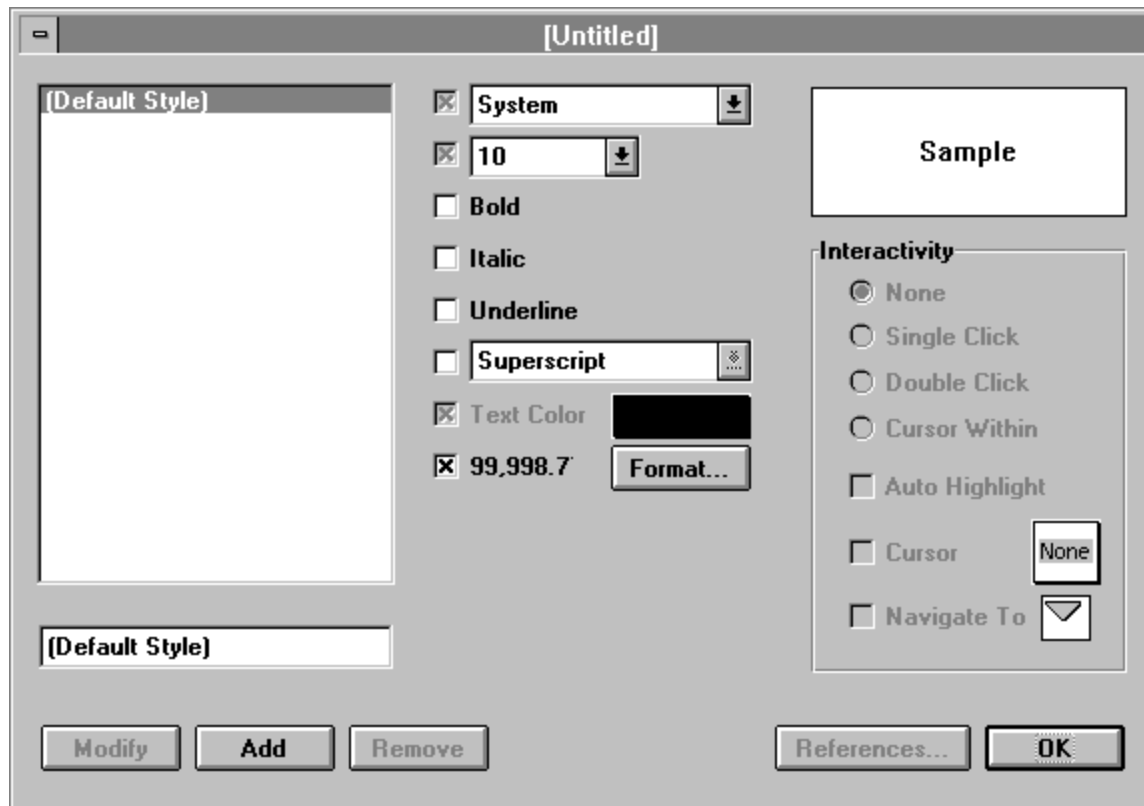 [Untitled]
(Default Style)
System
10
Bold
Italic
Underline
Superscript
Text Color
99,998.7
Format...
Sample
Interactivity
None
Single Click
Double Click
Cursor Within
Auto Highlight
Cursor
None
Navigate To
(Default Style)
Modify
Add
Remove
References...
OK